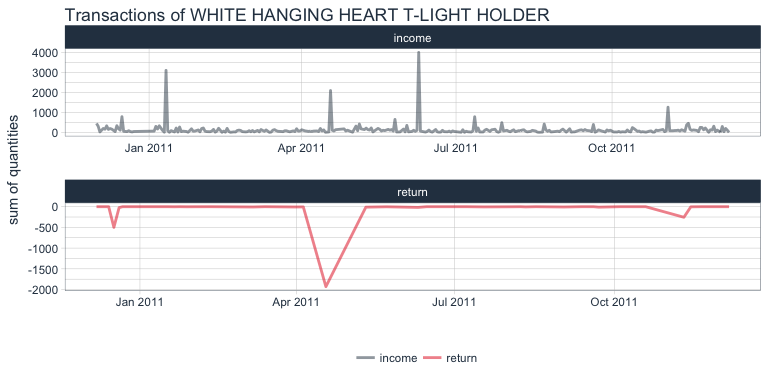 Transactions of WHITE HANGING HEART T-LIGHT HOLDER
income
4000
3000
2000
1000
0
Jan 2011 Apr 2011 Jul 2011 Oct 2011
sum of quantities
return
0
-500
-1000
-1500
-2000
Jan 2011 Apr 2011 Jul 2011 Oct 2011
income return